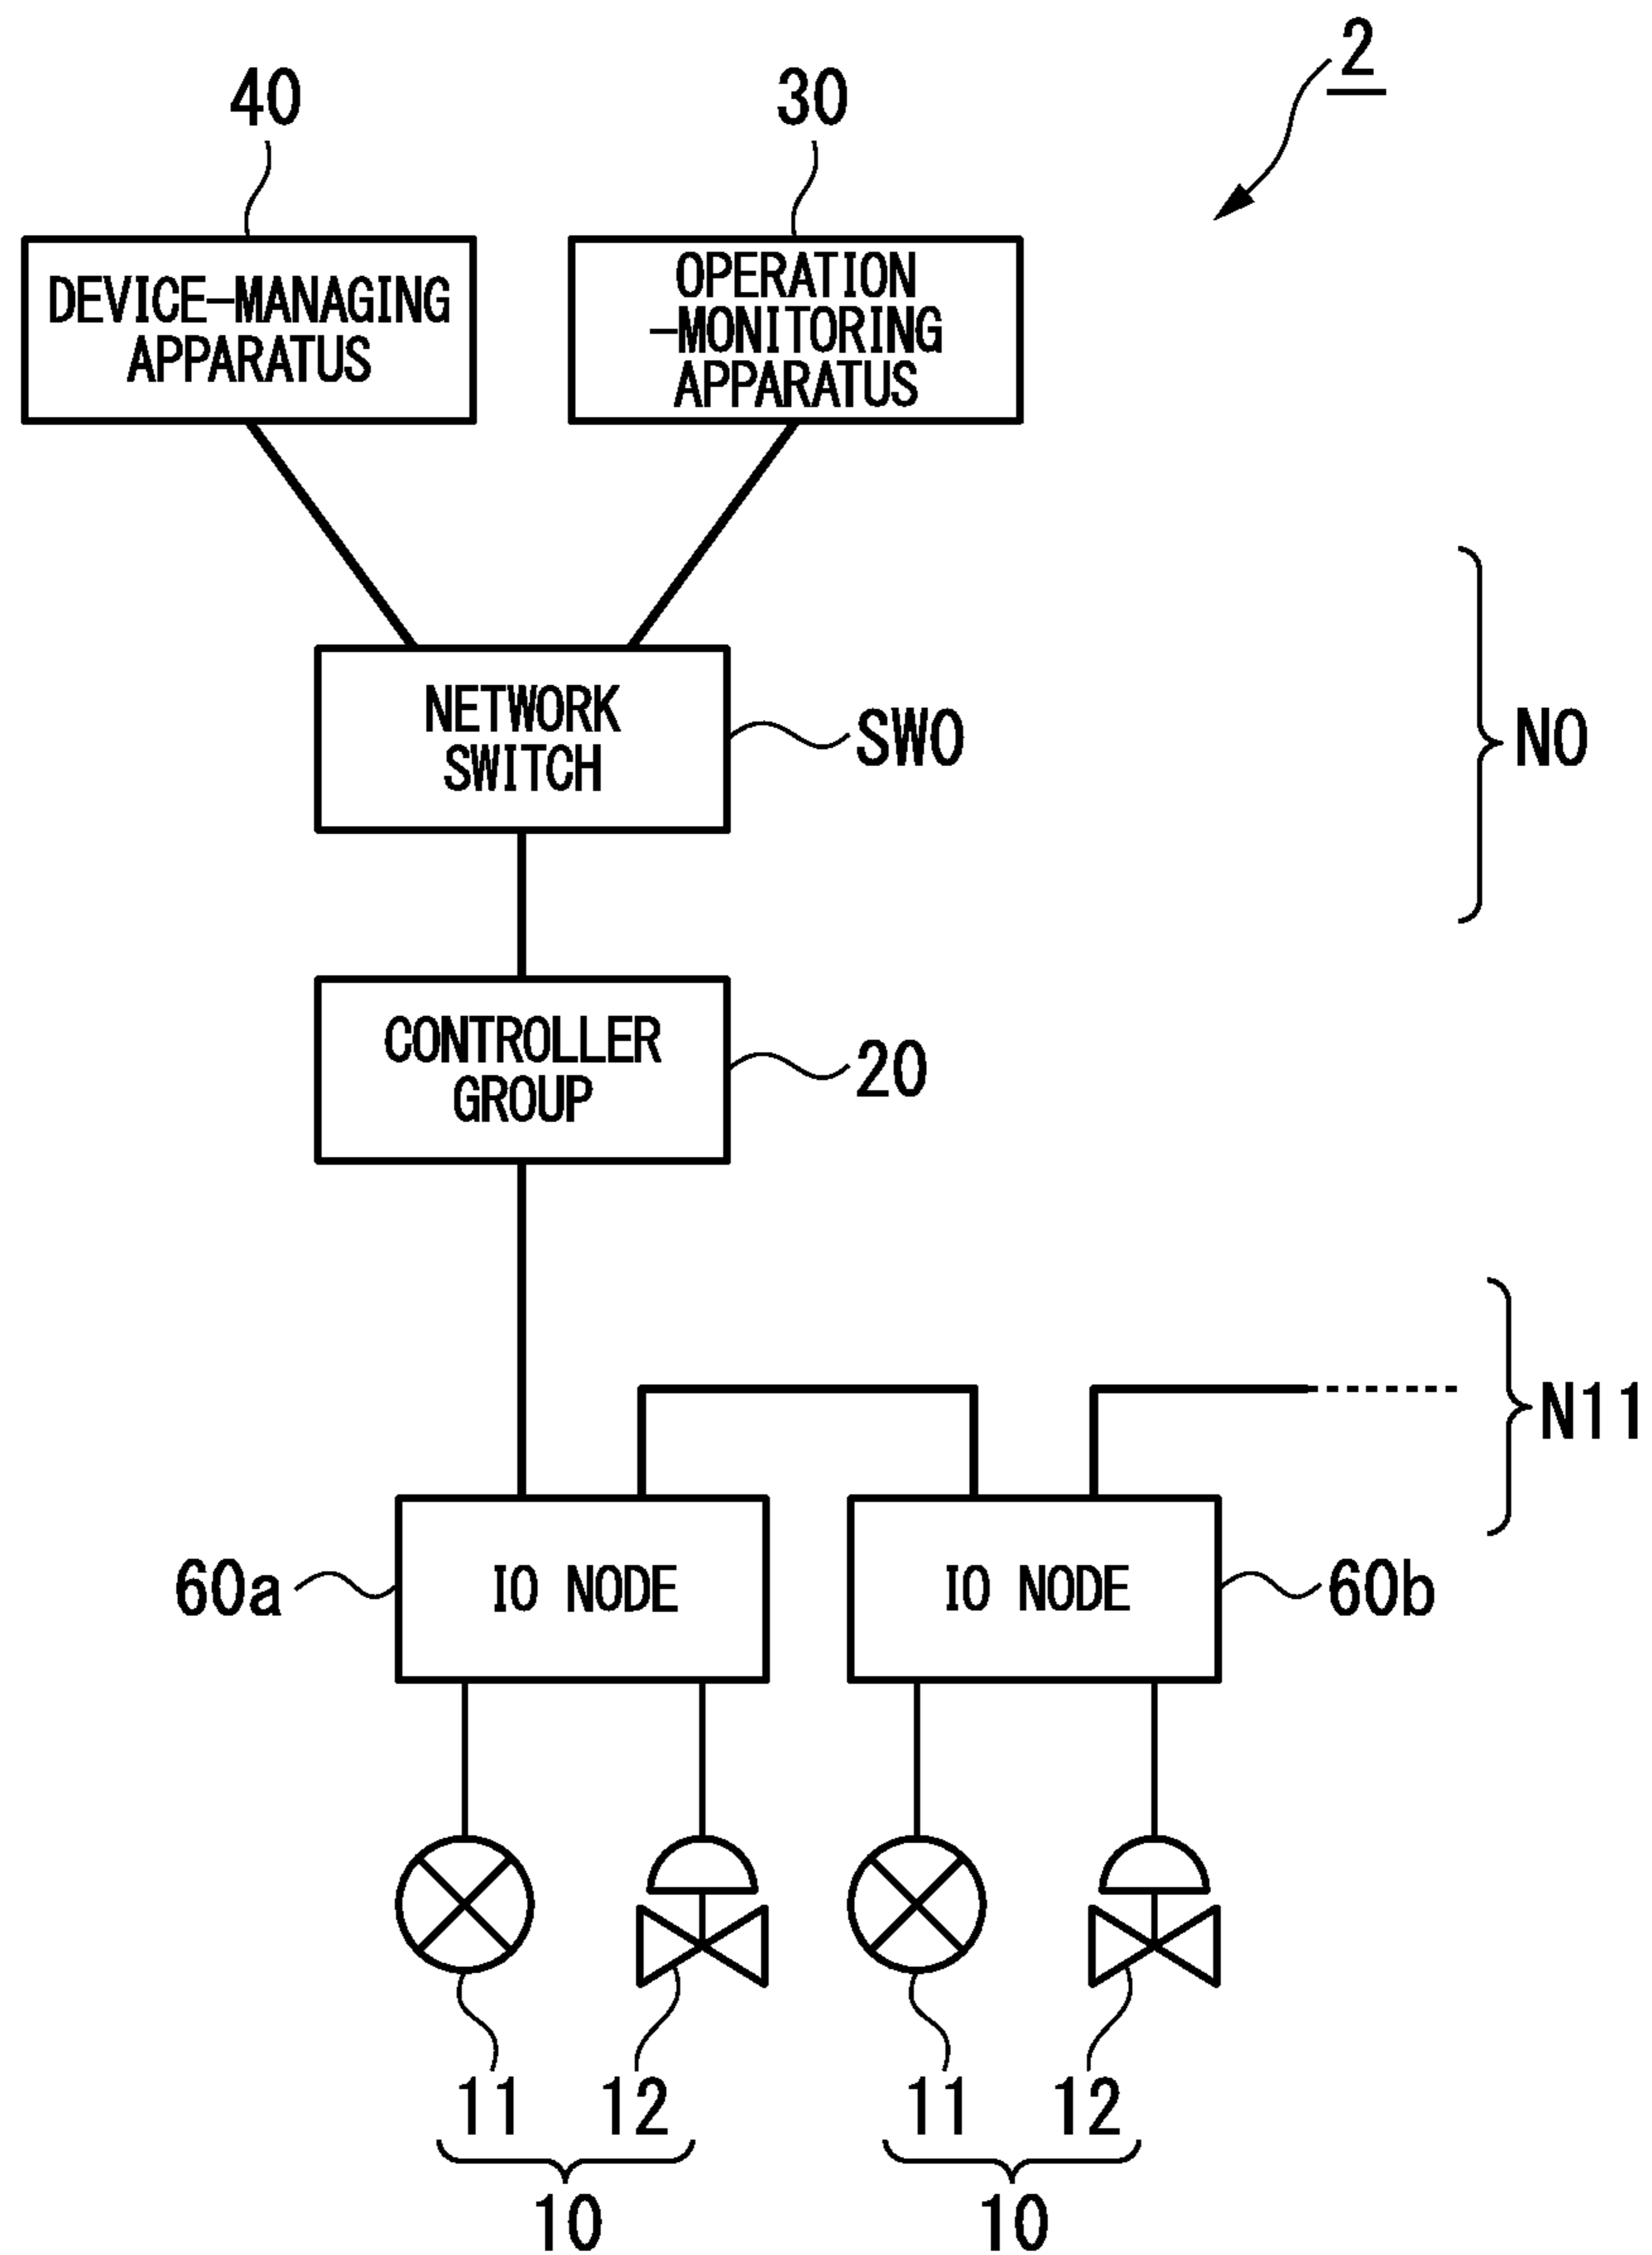 2
40
30
DEVICE-MANAGING
APPARATUS
OPERATION
-MONITORING
APPARATUS
NETWORK
SWITCH
SW0
N0
CONTROLLER
GROUP
20
N11
60a
IO NODE
IO NODE
60b
11
12
11
12
10
10